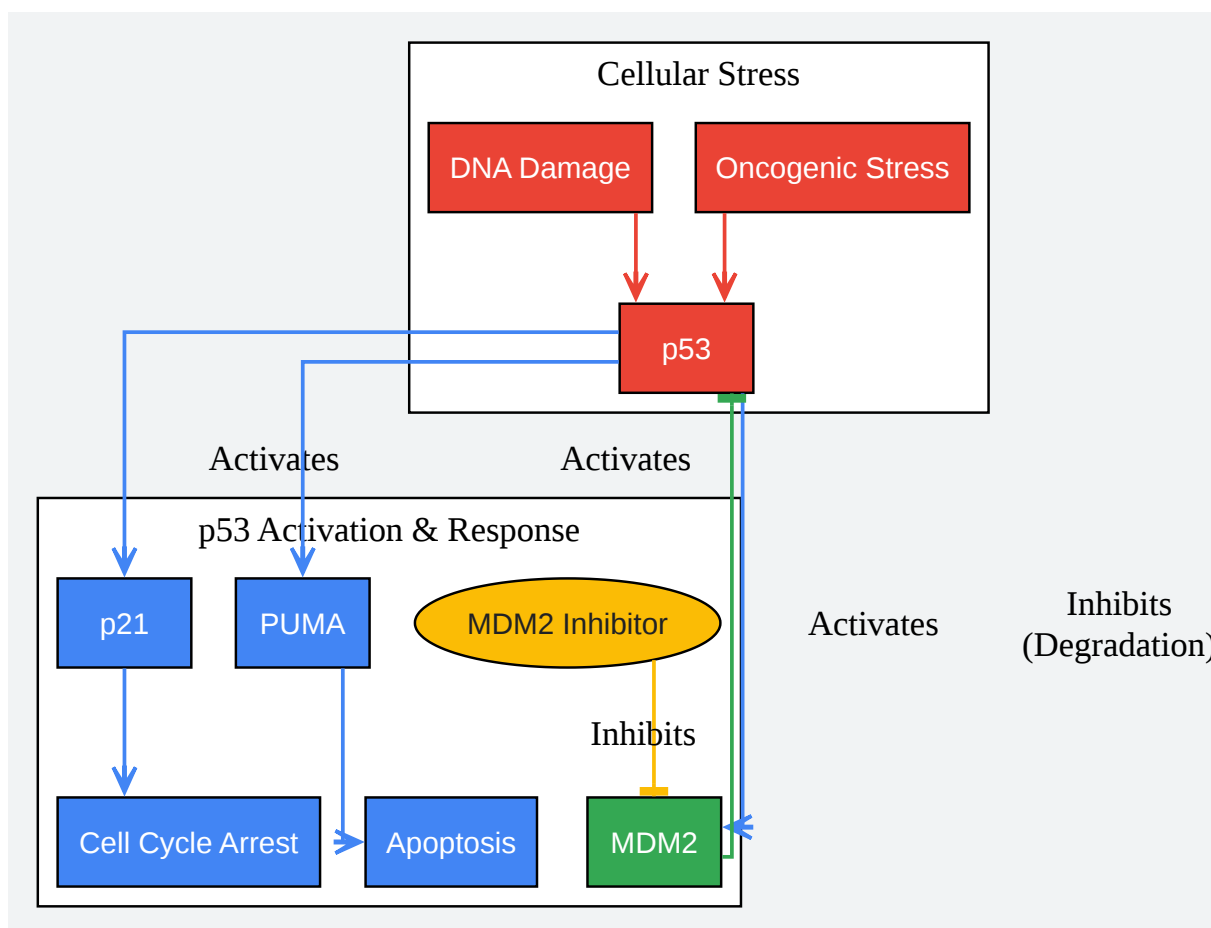 Cellular Stress
DNA Damage
Oncogenic Stress
p53
Activates
Activates
p53 Activation & Response
p21
PUMA
MDM2 Inhibitor
Activates
Inhibits
(Degradation)
Inhibits
Cell Cycle Arrest
Apoptosis
MDM2